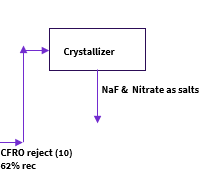 Crystallizer
NaF & Nitrate as salts
CFRO reject (10)
62% rec